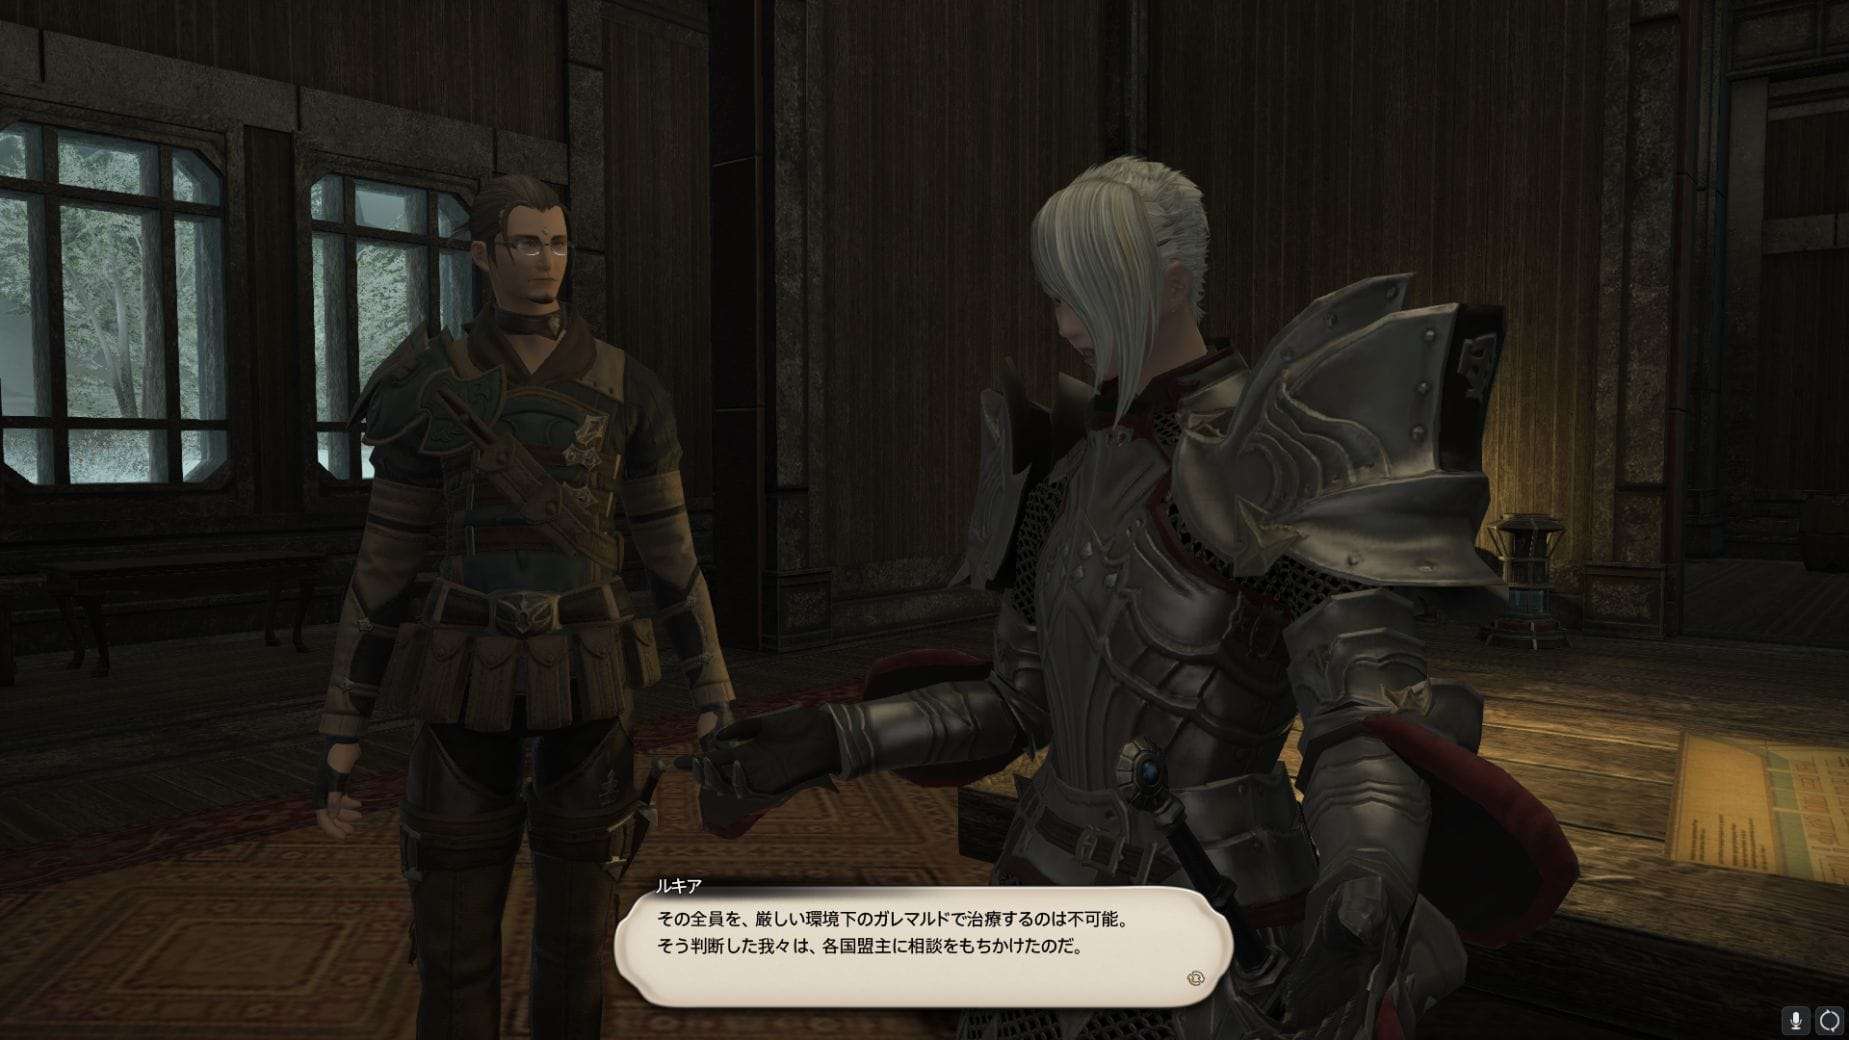 ルキア
その全員を、厳しい環境下のガレマルドで治療するのは不可能。
そう判断した我々は、各国盟主に相談をもちかけたのだ。